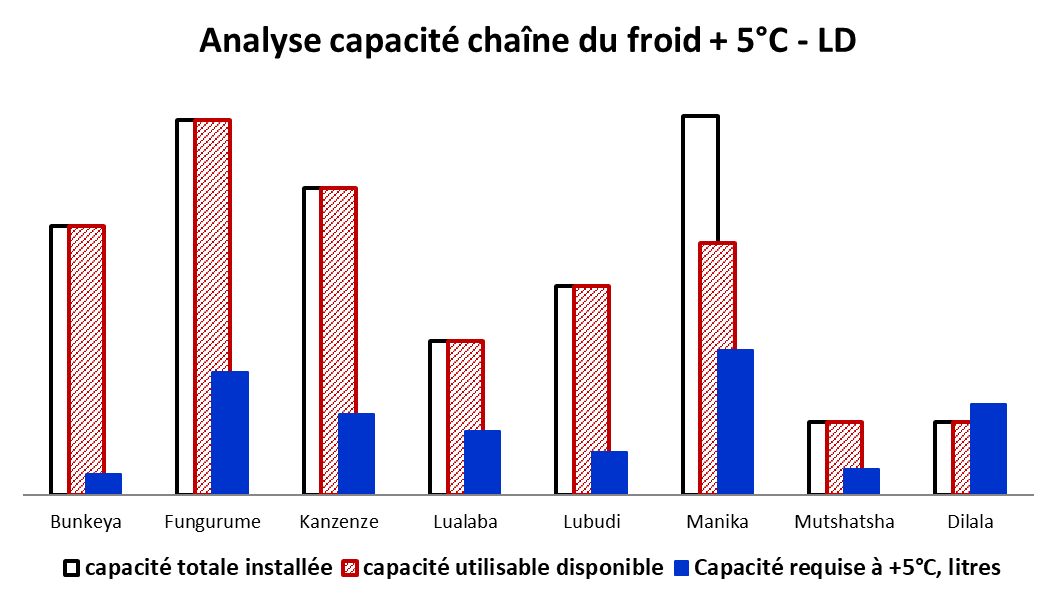 Analyse capacité chaîne du froid + 5°C - LD
Bunkeya Fungurume Kanzenze Lualaba Lubudi Manika Mutshatsha Dilala
capacité totale installée capacité utilisable disponible Capacité requise à +5°C, litres